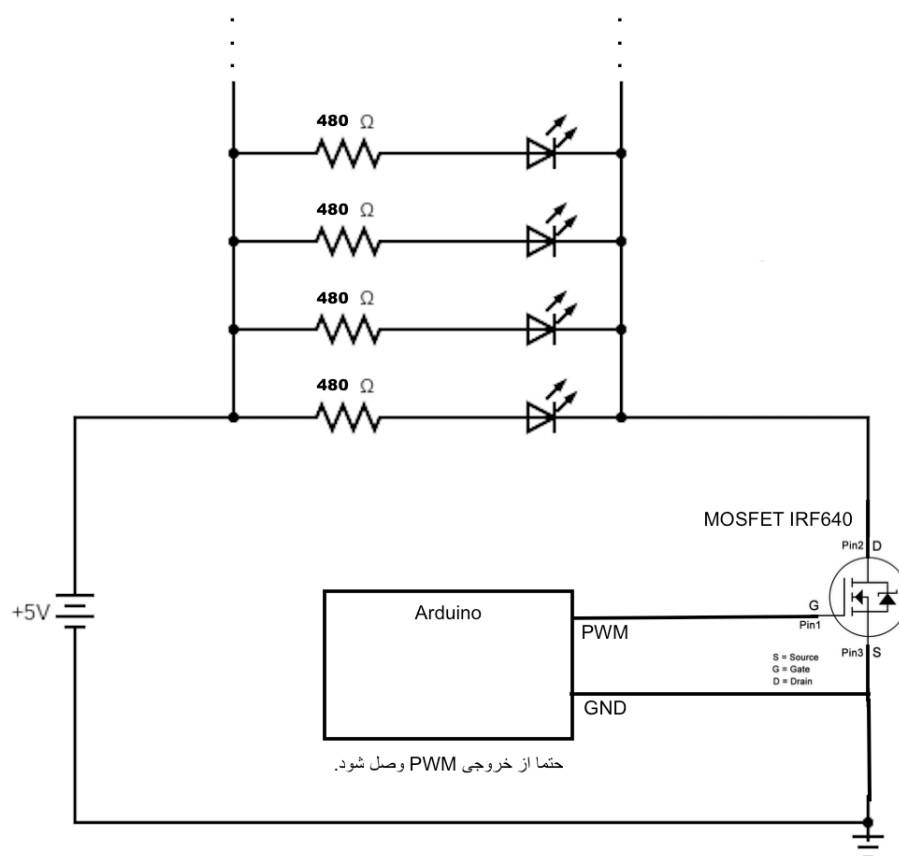 480 Ω
480 Ω
480 Ω
480 Ω
MOSFET IRF640
Pin2 D
+5V
Arduino
G
PWM
Pin1
Pin3 S
S = Source
G = Gate
D = Drain
GND
حتما از خروجی PWM وصل شود.